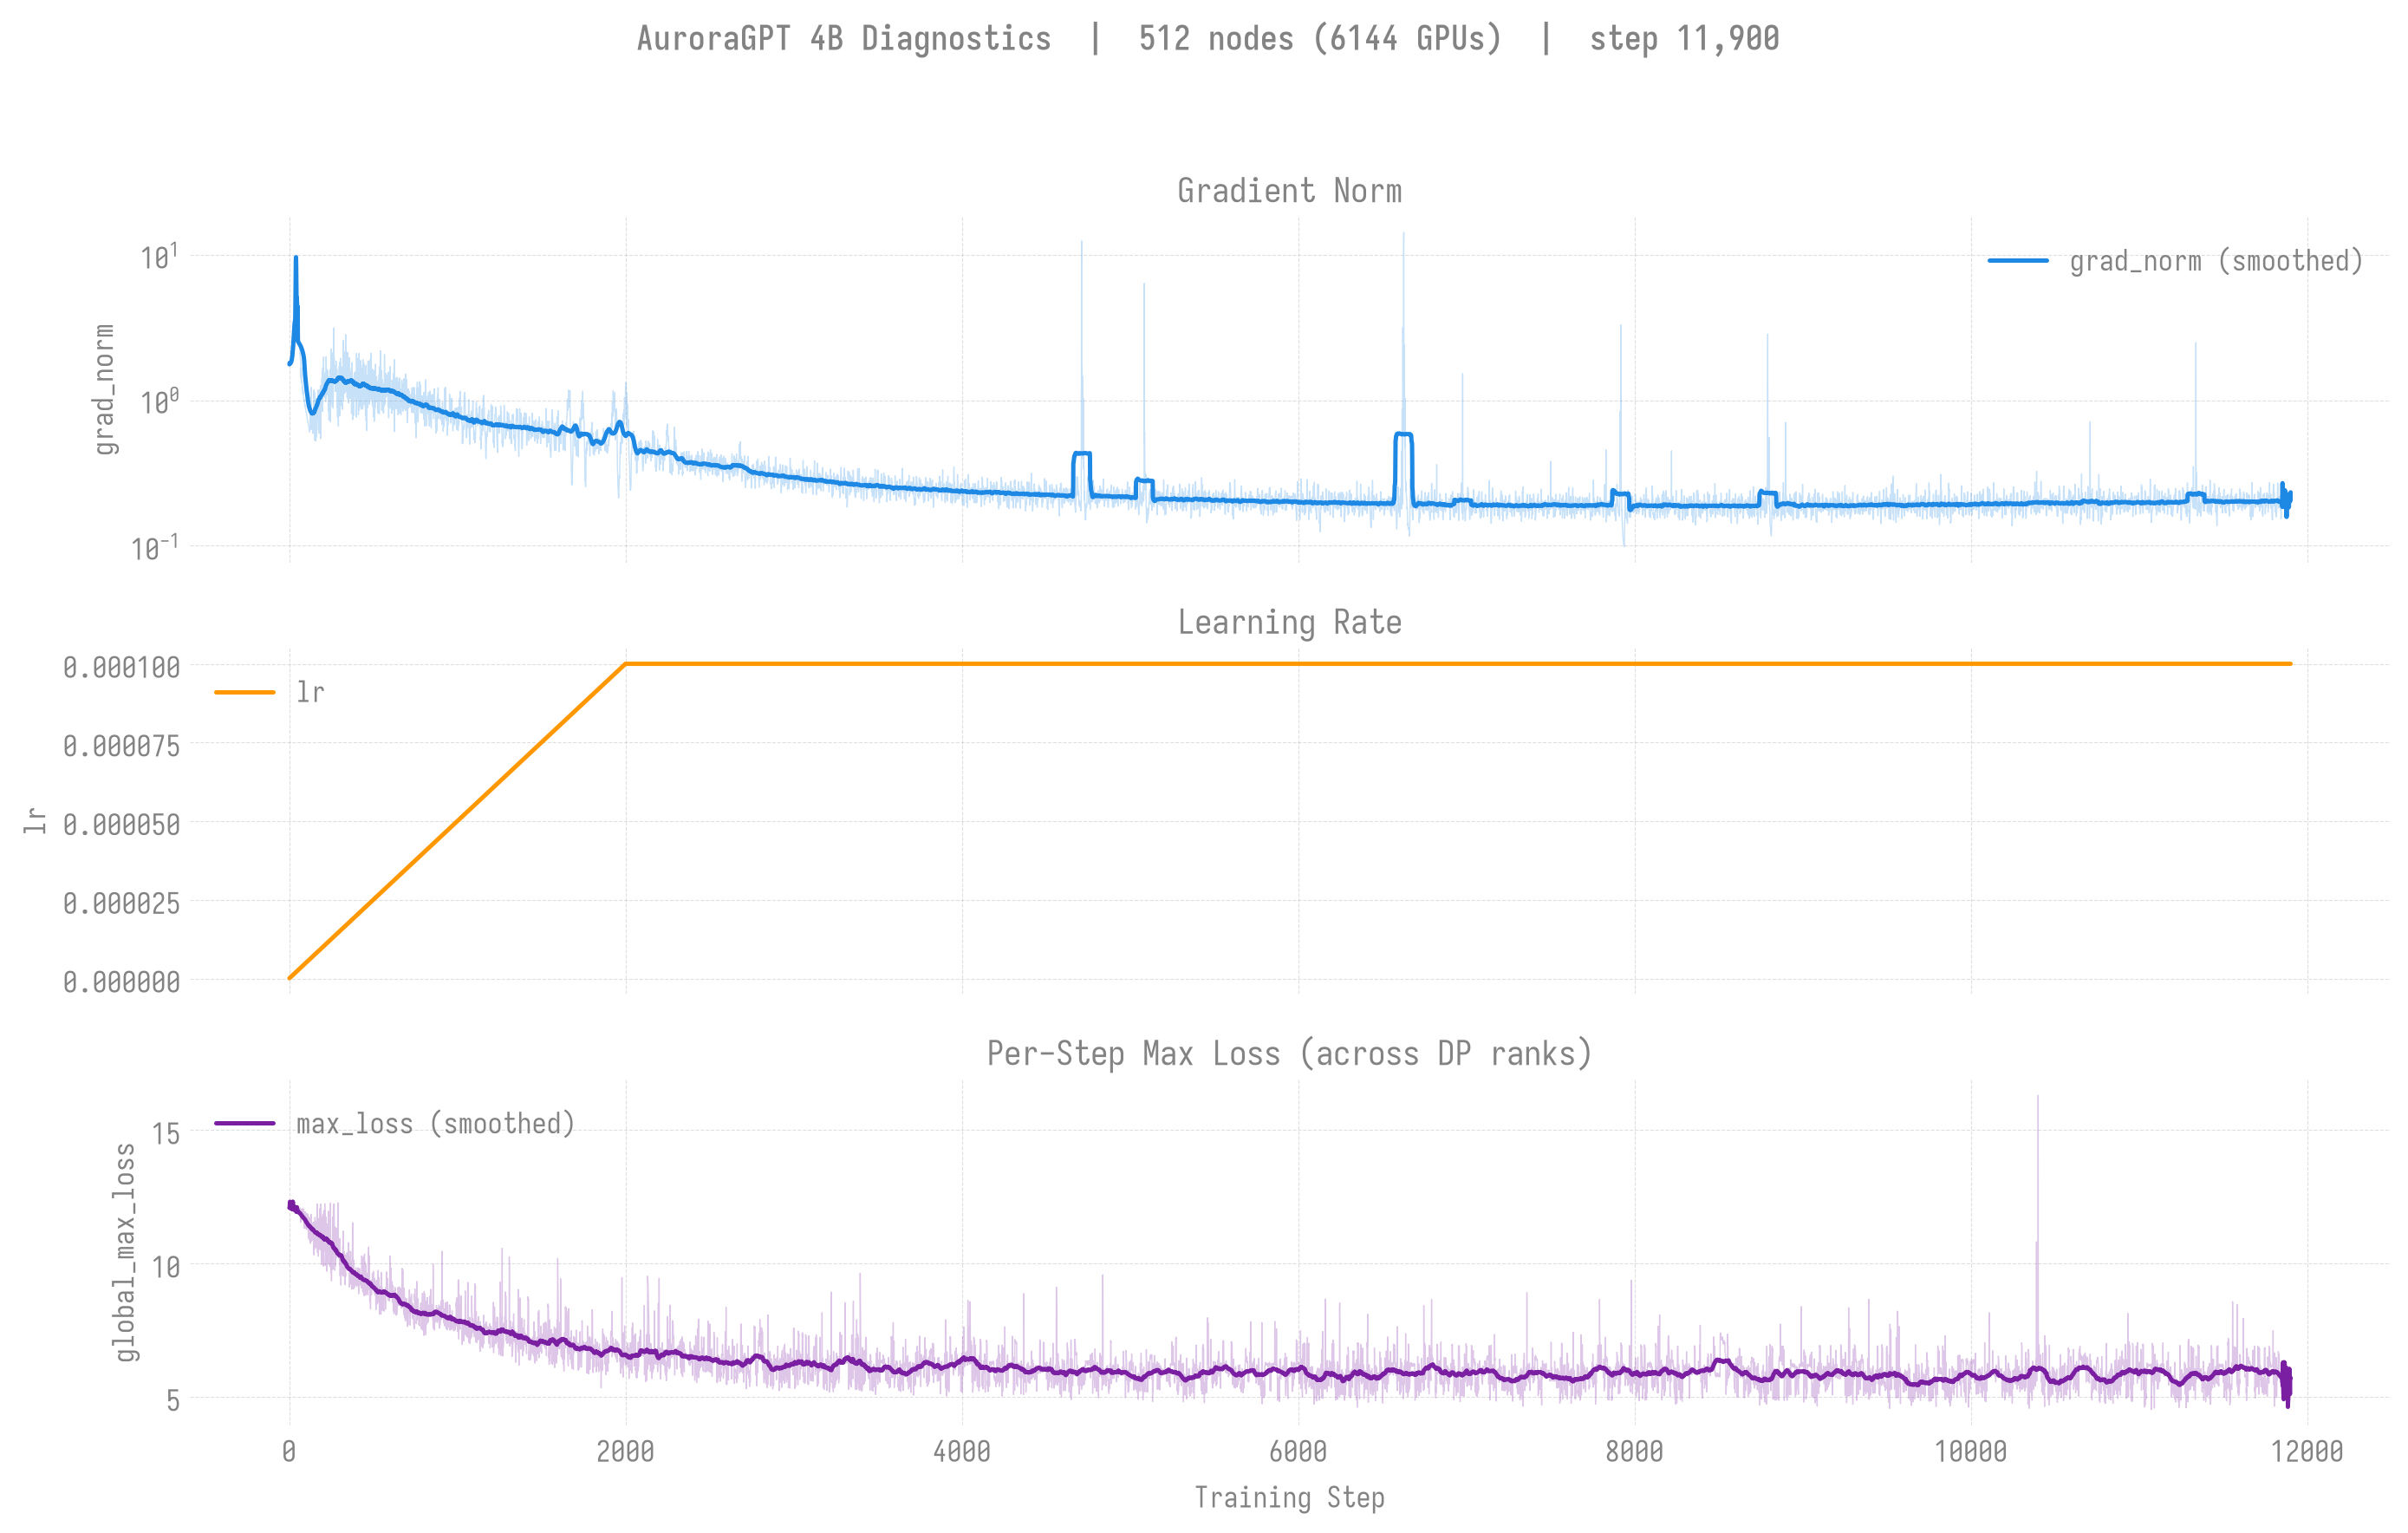 AuroraGPT 4B Diagnostics | 512 nodes (6144 GPUs) | step 11,900
Gradient Norm
grad_norm
10¹
10⁰
10⁻¹
grad_norm (smoothed)
Learning Rate
lr
0.000100
0.000075
0.000050
0.000025
0.000000
lr
Per-Step Max Loss (across DP ranks)
global_max_loss
15
10
5
max_loss (smoothed)
0 2000 4000 6000 8000 10000 12000
Training Step